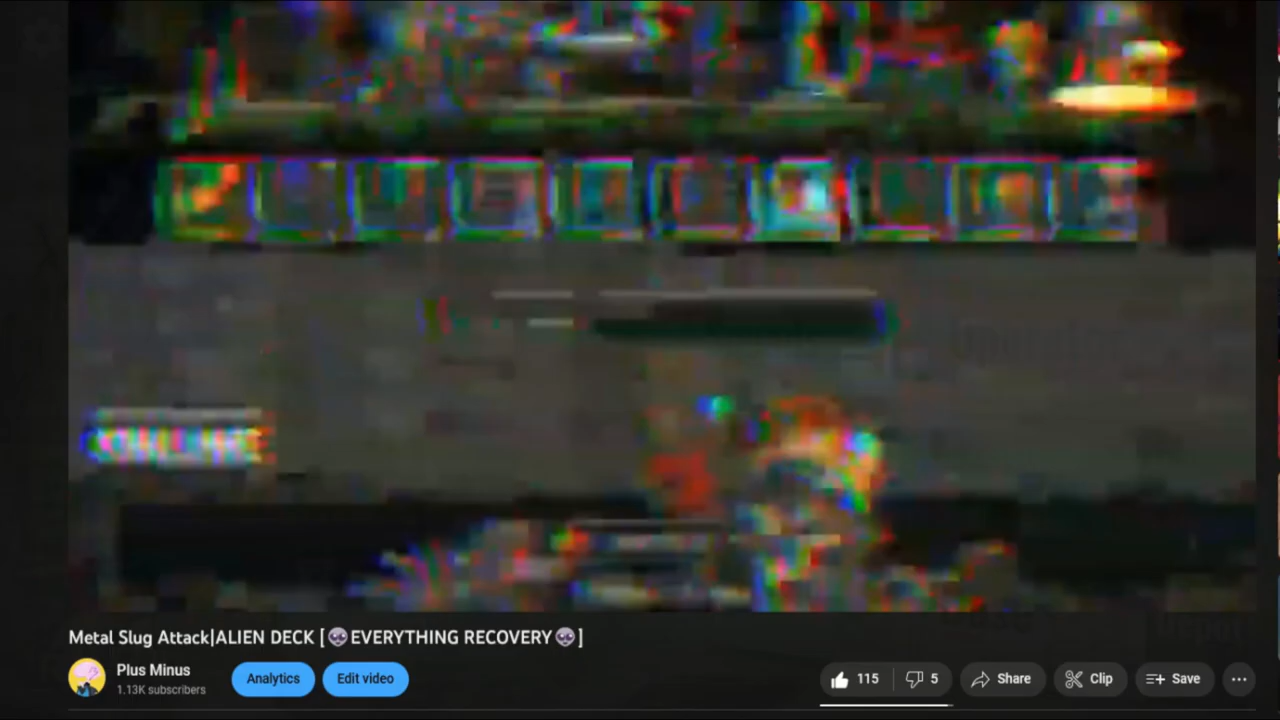 Metal Slug Attack|ALIEN DECK [👽EVERYTHING RECOVERY👽]
Plus Minus
1.13K subscribers
Analytics
Edit video
115
5
Share
Clip
Save